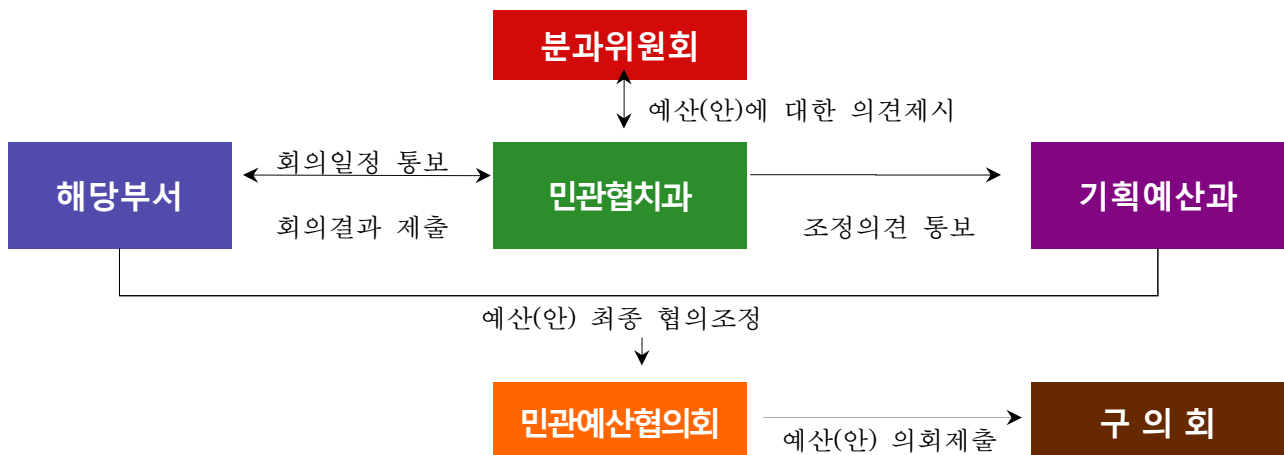 분과위원회
예산(안)에 대한 의견제시
해당부서
회의일정 통보
회의결과 제출
민관협치과
조정의견 통보
기획예산과
예산(안) 최종 협의조정
민관예산협의회
예산(안) 의회제출
구 의 회